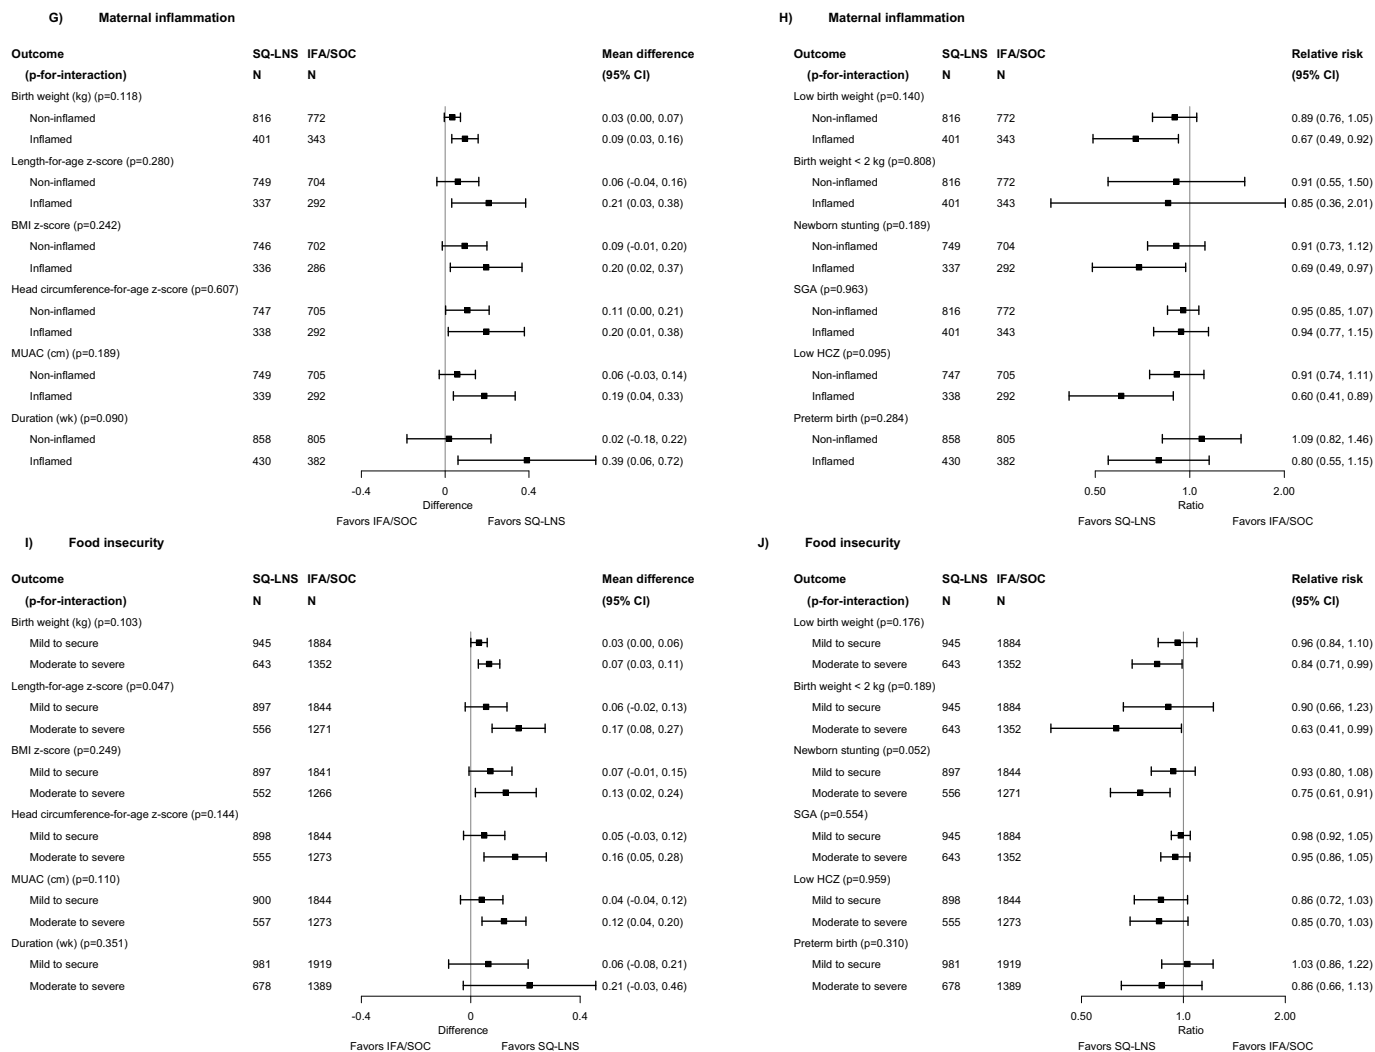 G) Maternal inflammation
Outcome SQ-LNS IFA/SOC Mean difference
(p-for-interaction) N N (95% CI)
Birth weight (kg) (p=0.118)
Non-inflamed 816 772 0.03 (0.00, 0.07)
Inflamed 401 343 0.09 (0.03, 0.16)
Length-for-age z-score (p=0.280)
Non-inflamed 749 704 0.06 (-0.04, 0.16)
Inflamed 337 292 0.21 (0.03, 0.38)
BMI z-score (p=0.242)
Non-inflamed 746 702 0.09 (-0.01, 0.20)
Inflamed 336 286 0.20 (0.02, 0.37)
Head circumference-for-age z-score (p=0.607)
Non-inflamed 747 705 0.11 (0.00, 0.21)
Inflamed 338 292 0.20 (0.01, 0.38)
MUAC (cm) (p=0.189)
Non-inflamed 749 705 0.06 (-0.03, 0.14)
Inflamed 339 292 0.19 (0.04, 0.33)
Duration (wk) (p=0.090)
Non-inflamed 858 805 0.02 (-0.18, 0.22)
Inflamed 430 382 0.39 (0.06, 0.72)
-0.4 0 0.4
Difference
Favors IFA/SOC Favors SQ-LNS
H) Maternal inflammation
Outcome SQ-LNS IFA/SOC Relative risk
(p-for-interaction) N N (95% CI)
Low birth weight (p=0.140)
Non-inflamed 816 772 0.89 (0.76, 1.05)
Inflamed 401 343 0.67 (0.49, 0.92)
Birth weight < 2 kg (p=0.808)
Non-inflamed 816 772 0.91 (0.55, 1.50)
Inflamed 401 343 0.85 (0.36, 2.01)
Newborn stunting (p=0.189)
Non-inflamed 749 704 0.91 (0.73, 1.12)
Inflamed 337 292 0.69 (0.49, 0.97)
SGA (p=0.963)
Non-inflamed 816 772 0.95 (0.85, 1.07)
Inflamed 401 343 0.94 (0.77, 1.15)
Low HCZ (p=0.095)
Non-inflamed 747 705 0.91 (0.74, 1.11)
Inflamed 338 292 0.60 (0.41, 0.89)
Preterm birth (p=0.284)
Non-inflamed 858 805 1.09 (0.82, 1.46)
Inflamed 430 382 0.80 (0.55, 1.15)
0.50 1.0 2.00
Ratio
Favors SQ-LNS Favors IFA/SOC
I) Food insecurity
Outcome SQ-LNS IFA/SOC Mean difference
(p-for-interaction) N N (95% CI)
Birth weight (kg) (p=0.103)
Mild to secure 945 1884 0.03 (0.00, 0.06)
Moderate to severe 643 1352 0.07 (0.03, 0.11)
Length-for-age z-score (p=0.047)
Mild to secure 897 1844 0.06 (-0.02, 0.13)
Moderate to severe 556 1271 0.17 (0.08, 0.27)
BMI z-score (p=0.249)
Mild to secure 897 1841 0.07 (-0.01, 0.15)
Moderate to severe 552 1266 0.13 (0.02, 0.24)
Head circumference-for-age z-score (p=0.144)
Mild to secure 898 1844 0.05 (-0.03, 0.12)
Moderate to severe 555 1273 0.16 (0.05, 0.28)
MUAC (cm) (p=0.110)
Mild to secure 900 1844 0.04 (-0.04, 0.12)
Moderate to severe 557 1273 0.12 (0.04, 0.20)
Duration (wk) (p=0.351)
Mild to secure 981 1919 0.06 (-0.08, 0.21)
Moderate to severe 678 1389 0.21 (-0.03, 0.46)
-0.4 0 0.4
Difference
Favors IFA/SOC Favors SQ-LNS
J) Food insecurity
Outcome SQ-LNS IFA/SOC Relative risk
(p-for-interaction) N N (95% CI)
Low birth weight (p=0.176)
Mild to secure 945 1884 0.96 (0.84, 1.10)
Moderate to severe 643 1352 0.84 (0.71, 0.99)
Birth weight < 2 kg (p=0.189)
Mild to secure 945 1884 0.90 (0.66, 1.23)
Moderate to severe 643 1352 0.63 (0.41, 0.99)
Newborn stunting (p=0.052)
Mild to secure 897 1844 0.93 (0.80, 1.08)
Moderate to severe 556 1271 0.75 (0.61, 0.91)
SGA (p=0.554)
Mild to secure 945 1884 0.98 (0.92, 1.05)
Moderate to severe 643 1352 0.95 (0.86, 1.05)
Low HCZ (p=0.959)
Mild to secure 898 1844 0.86 (0.72, 1.03)
Moderate to severe 555 1273 0.85 (0.70, 1.03)
Preterm birth (p=0.310)
Mild to secure 981 1919 1.03 (0.86, 1.22)
Moderate to severe 678 1389 0.86 (0.66, 1.13)
0.50 1.0 2.00
Ratio
Favors SQ-LNS Favors IFA/SOC